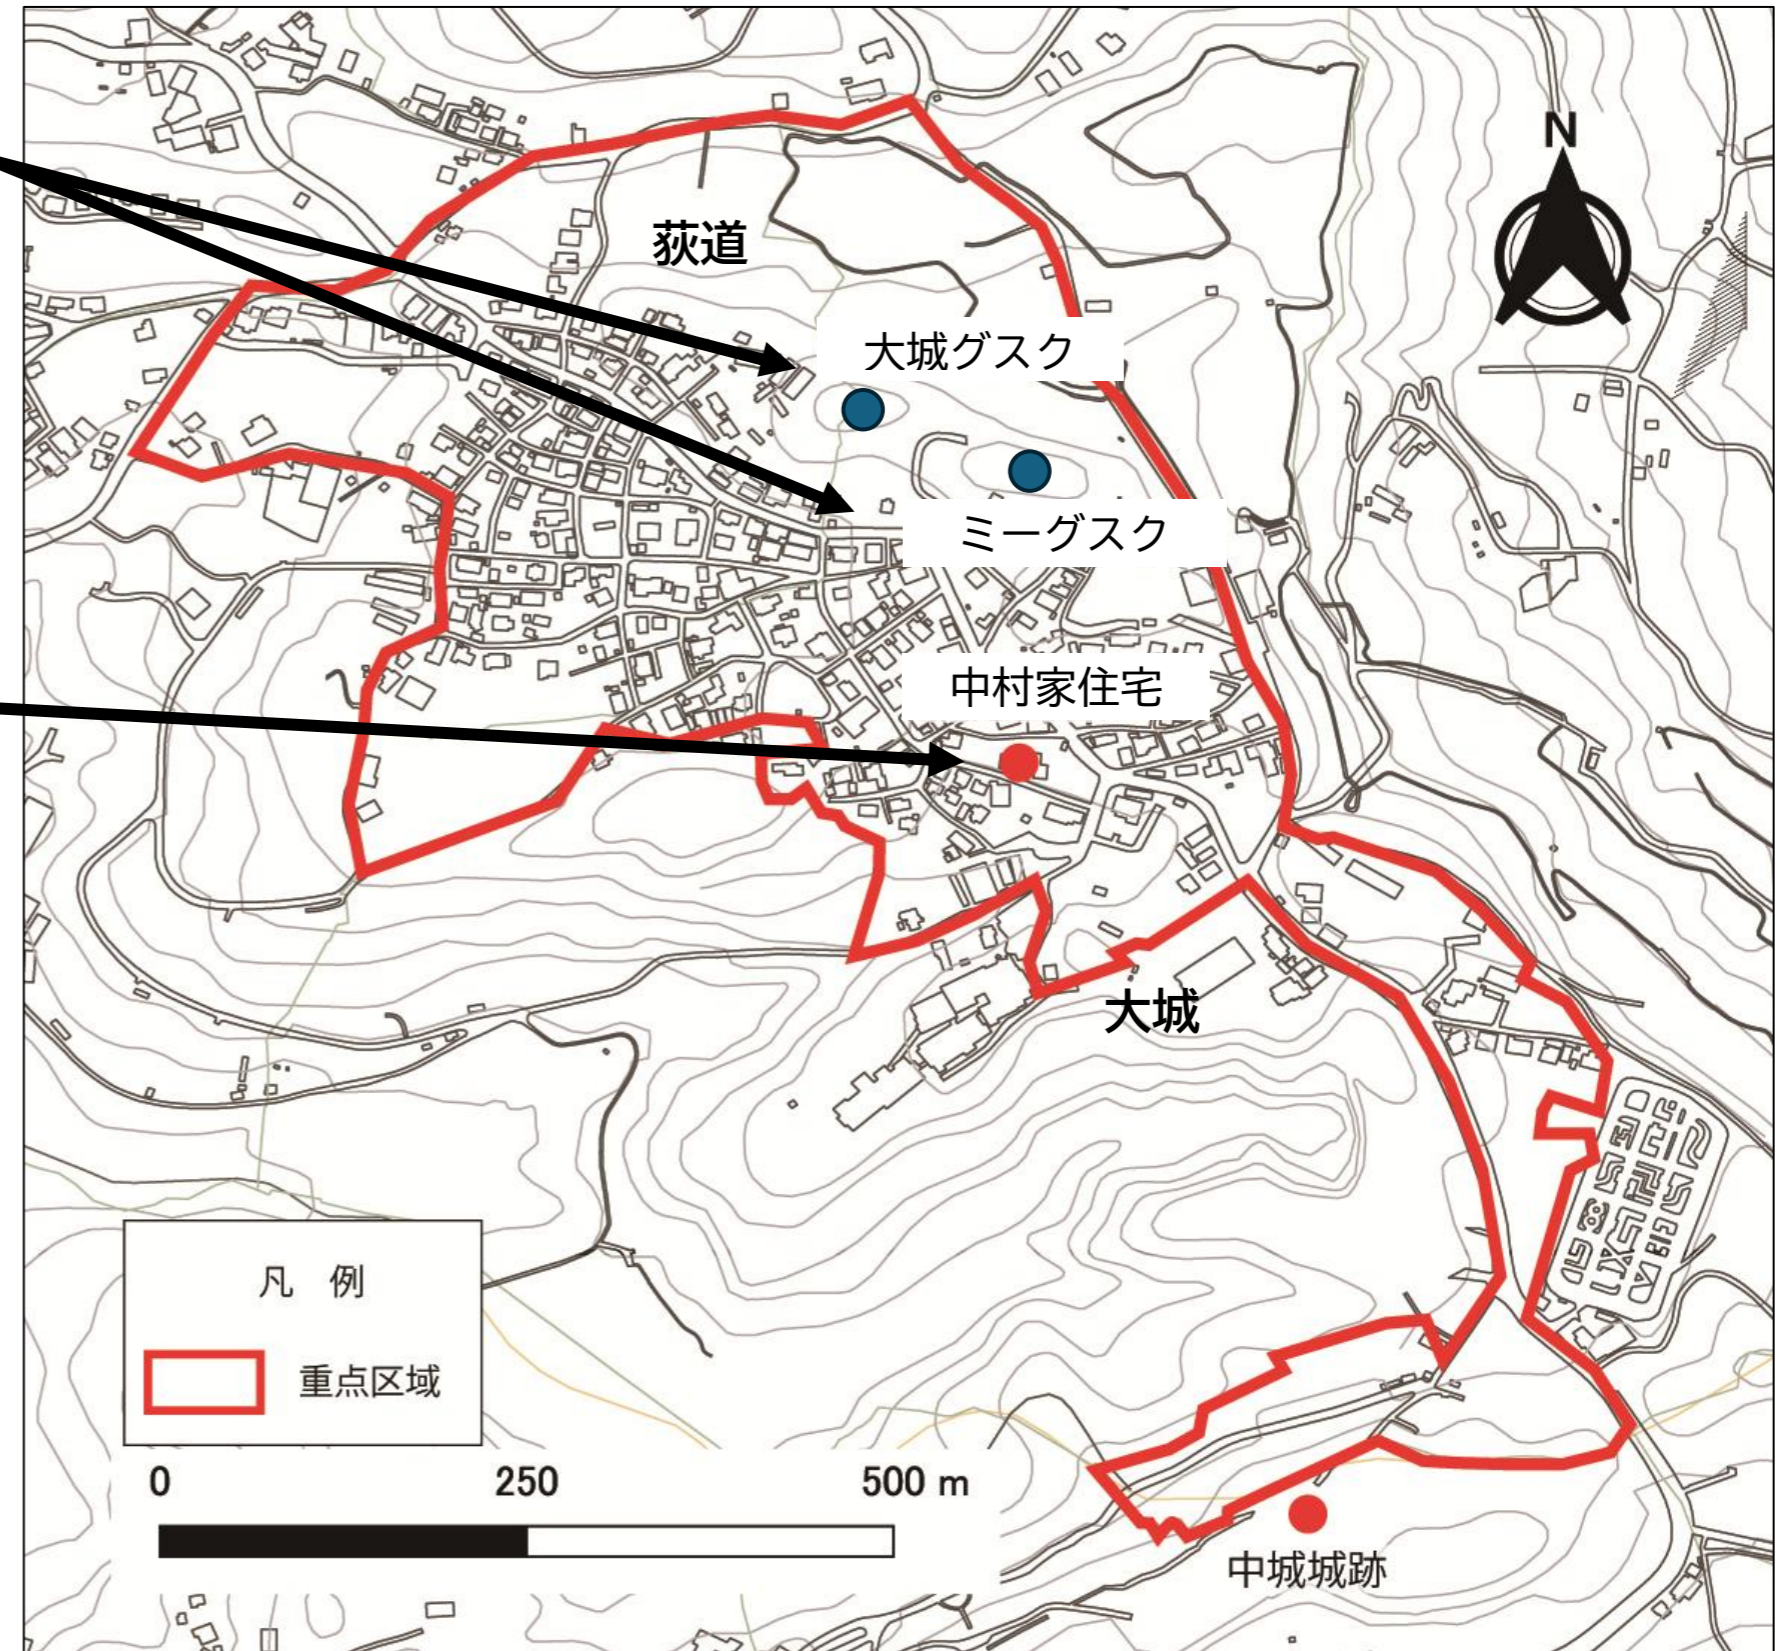 N
荻道
大城グスク
ミーグスク
中村家住宅
大城
凡　例
重点区域
0 250 500 m
中城城跡